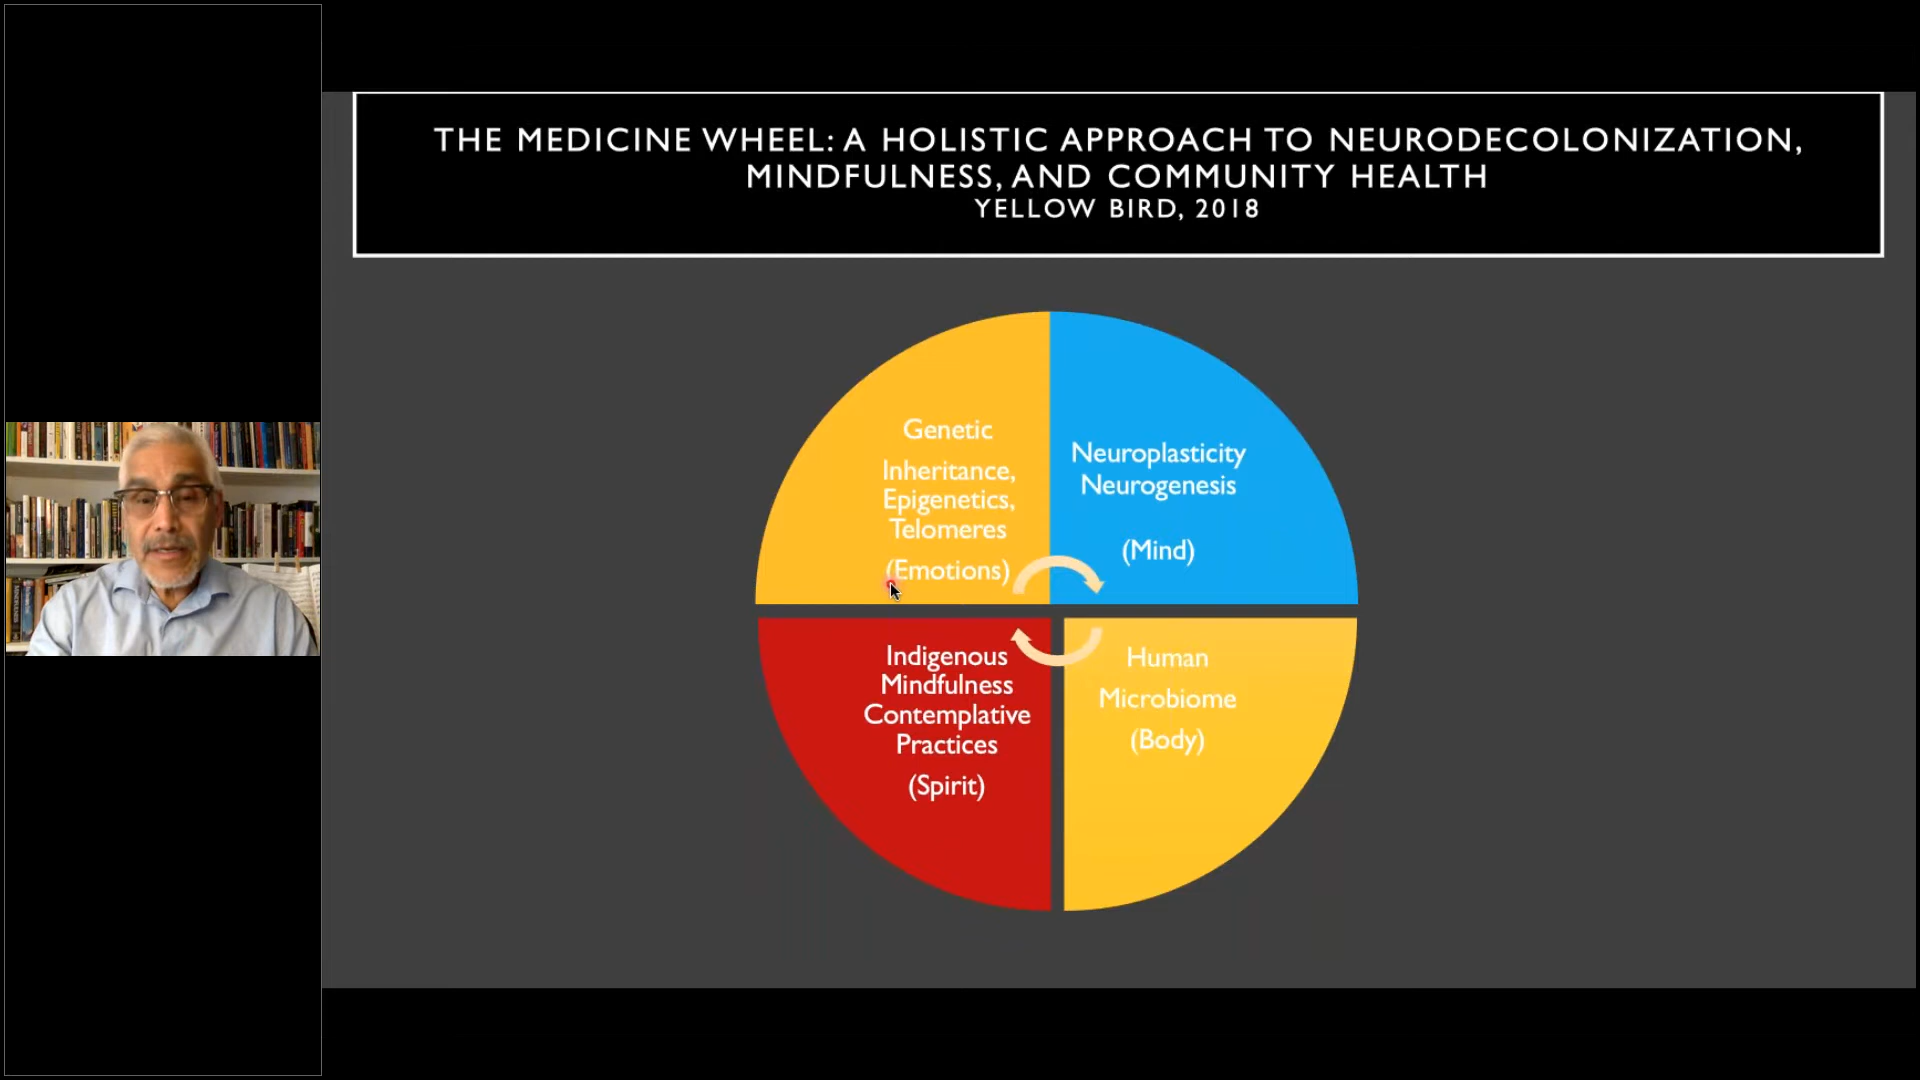 THE MEDICINE WHEEL: A HOLISTIC APPROACH TO NEURODECOLONIZATION,
MINDFULNESS, AND COMMUNITY HEALTH
YELLOW BIRD, 2018
Genetic
Inheritance,
Epigenetics,
Telomeres
(Emotions)
Neuroplasticity
Neurogenesis
(Mind)
Indigenous
Mindfulness
Contemplative
Practices
(Spirit)
Human
Microbiome
(Body)